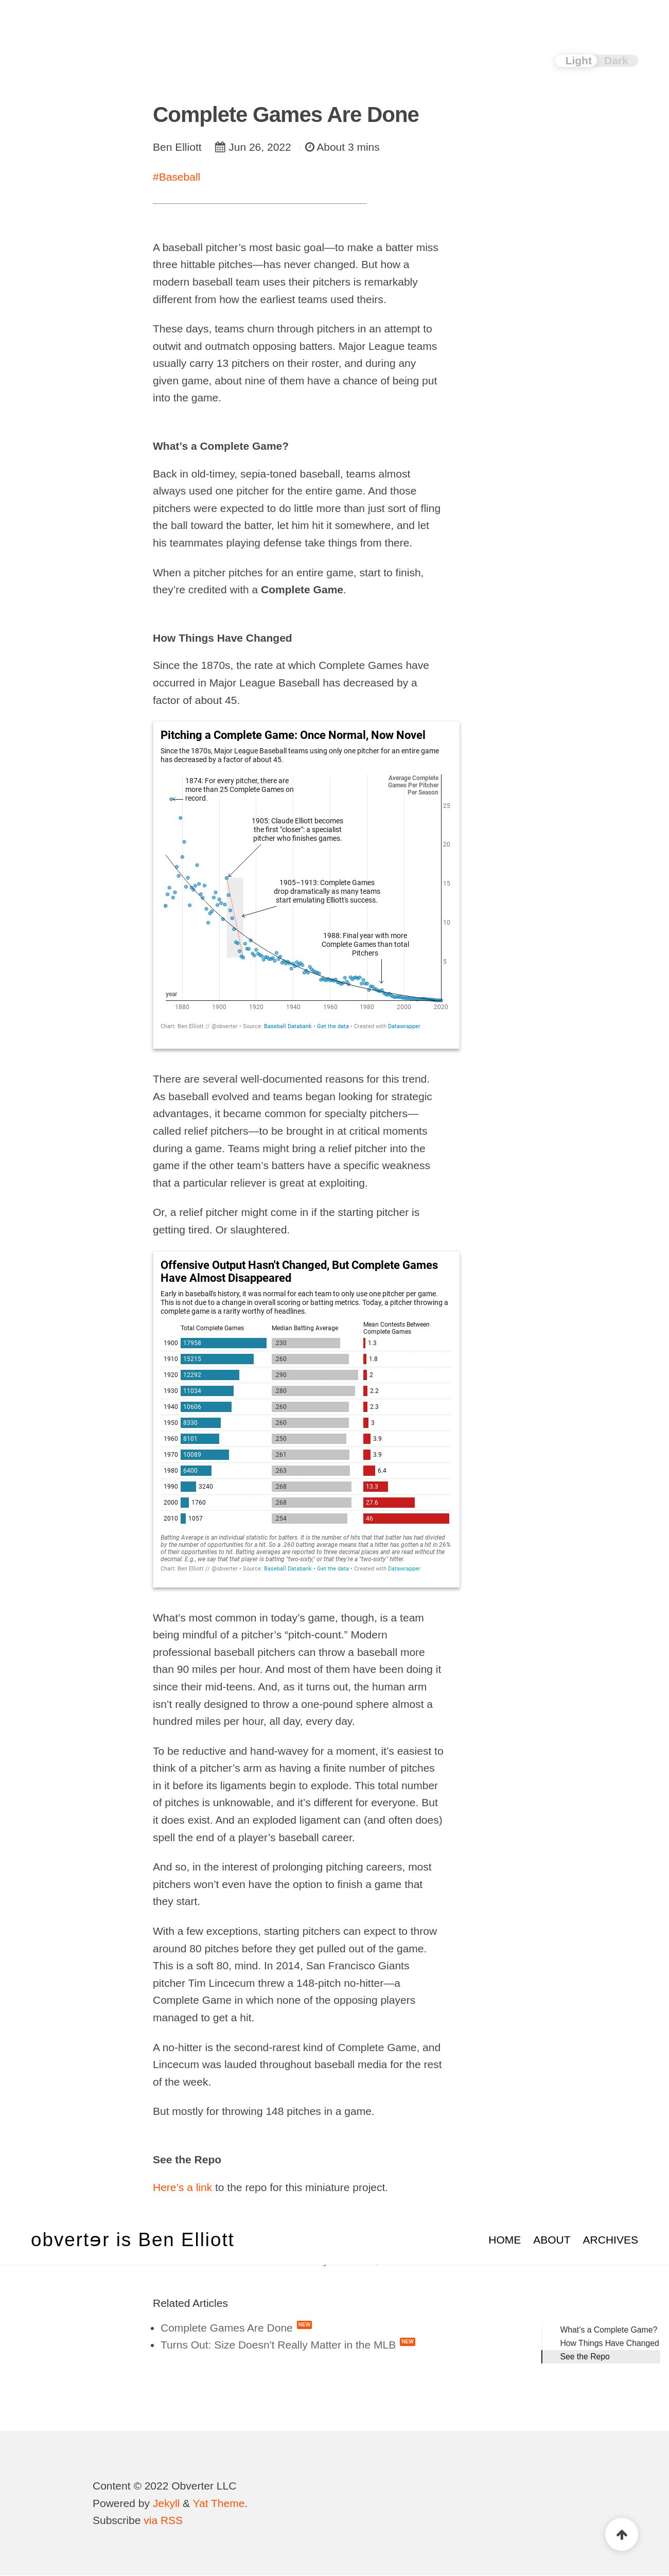 Light Dark
Complete Games Are Done
Ben Elliott Jun 26, 2022 About 3 mins
#Baseball
A baseball pitcher’s most basic goal—to make a batter miss
three hittable pitches—has never changed. But how a
modern baseball team uses their pitchers is remarkably
different from how the earliest teams used theirs.
These days, teams churn through pitchers in an attempt to
outwit and outmatch opposing batters. Major League teams
usually carry 13 pitchers on their roster, and during any
given game, about nine of them have a chance of being put
into the game.
What’s a Complete Game?
Back in old-timey, sepia-toned baseball, teams almost
always used one pitcher for the entire game. And those
pitchers were expected to do little more than just sort of fling
the ball toward the batter, let him hit it somewhere, and let
his teammates playing defense take things from there.
When a pitcher pitches for an entire game, start to finish,
they’re credited with a Complete Game.
How Things Have Changed
Since the 1870s, the rate at which Complete Games have
occurred in Major League Baseball has decreased by a
factor of about 45.
Pitching a Complete Game: Once Normal, Now Novel
Since the 1870s, Major League Baseball teams using only one pitcher for an entire game
has decreased by a factor of about 45.
Average Complete
Games Per Pitcher
Per Season
1874: For every pitcher, there are
more than 25 Complete Games on
record.
25
1905: Claude Elliott becomes
the first "closer": a specialist
pitcher who finishes games.
20
15
1905–1913: Complete Games
drop dramatically as many teams
start emulating Elliott's success.
10
1988: Final year with more
Complete Games than total
Pitchers
5
year
1880 1900 1920 1940 1960 1980 2000 2020
Chart: Ben Elliott // @obverter • Source: Baseball Databank • Get the data • Created with Datawrapper
There are several well-documented reasons for this trend.
As baseball evolved and teams began looking for strategic
advantages, it became common for specialty pitchers—
called relief pitchers—to be brought in at critical moments
during a game. Teams might bring a relief pitcher into the
game if the other team’s batters have a specific weakness
that a particular reliever is great at exploiting.
Or, a relief pitcher might come in if the starting pitcher is
getting tired. Or slaughtered.
Offensive Output Hasn't Changed, But Complete Games
Have Almost Disappeared
Early in baseball's history, it was normal for each team to only use one pitcher per game.
This is not due to a change in overall scoring or batting metrics. Today, a pitcher throwing a
complete game is a rarity worthy of headlines.
Total Complete Games Median Batting Average Mean Contests Between
Complete Games
1900 17958 .230 1.3
1910 15215 .260 1.8
1920 12292 .290 2
1930 11034 .280 2.2
1940 10606 .260 2.3
1950 8330 .260 3
1960 8101 .250 3.9
1970 10089 .261 3.9
1980 6400 .263 6.4
1990 3240 .268 13.3
2000 1760 .268 27.6
2010 1057 .254 46
Batting Average is an individual statistic for batters. It is the number of hits that that batter has had divided
by the number of opportunities for a hit. So a .260 batting average means that a hitter has gotten a hit in 26%
of their opportunities to hit. Batting averages are reported to three decimal places and are read without the
decimal. E.g., we say that that player is batting "two-sixty," or that they're a "two-sixty" hitter.
Chart: Ben Elliott // @obverter • Source: Baseball Databank • Get the data • Created with Datawrapper
What’s most common in today’s game, though, is a team
being mindful of a pitcher’s “pitch-count.” Modern
professional baseball pitchers can throw a baseball more
than 90 miles per hour. And most of them have been doing it
since their mid-teens. And, as it turns out, the human arm
isn’t really designed to throw a one-pound sphere almost a
hundred miles per hour, all day, every day.
To be reductive and hand-wavey for a moment, it’s easiest to
think of a pitcher’s arm as having a finite number of pitches
in it before its ligaments begin to explode. This total number
of pitches is unknowable, and it’s different for everyone. But
it does exist. And an exploded ligament can (and often does)
spell the end of a player’s baseball career.
And so, in the interest of prolonging pitching careers, most
pitchers won’t even have the option to finish a game that
they start.
With a few exceptions, starting pitchers can expect to throw
around 80 pitches before they get pulled out of the game.
This is a soft 80, mind. In 2014, San Francisco Giants
pitcher Tim Lincecum threw a 148-pitch no-hitter—a
Complete Game in which none of the opposing players
managed to get a hit.
A no-hitter is the second-rarest kind of Complete Game, and
Lincecum was lauded throughout baseball media for the rest
of the week.
But mostly for throwing 148 pitches in a game.
See the Repo
Here’s a link to the repo for this miniature project.
obvertɘr is Ben Elliott HOME ABOUT ARCHIVES
Related Articles
Complete Games Are Done NEW
Turns Out: Size Doesn't Really Matter in the MLB NEW
What’s a Complete Game?
How Things Have Changed
See the Repo
Content © 2022 Obverter LLC
Powered by Jekyll & Yat Theme.
Subscribe via RSS